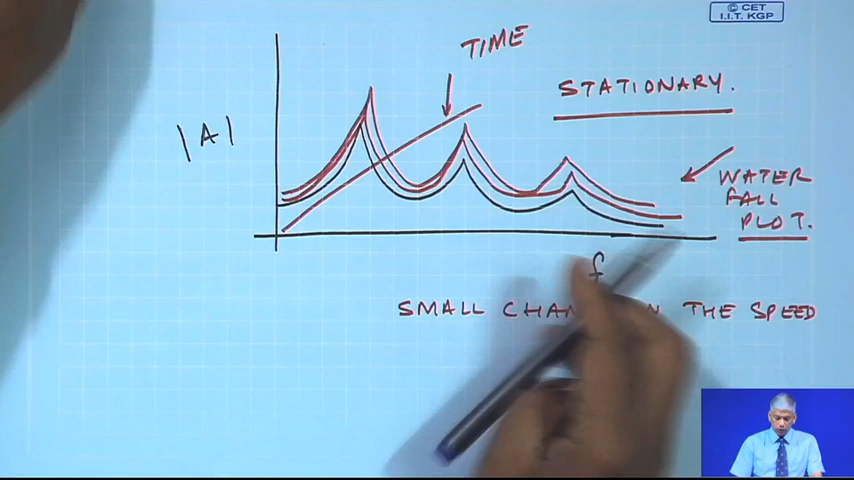 © CET
I.I.T. KGP
TIME
STATIONARY.
|A|
WATER
FALL
PLOT.
f
SMALL THE SPEED